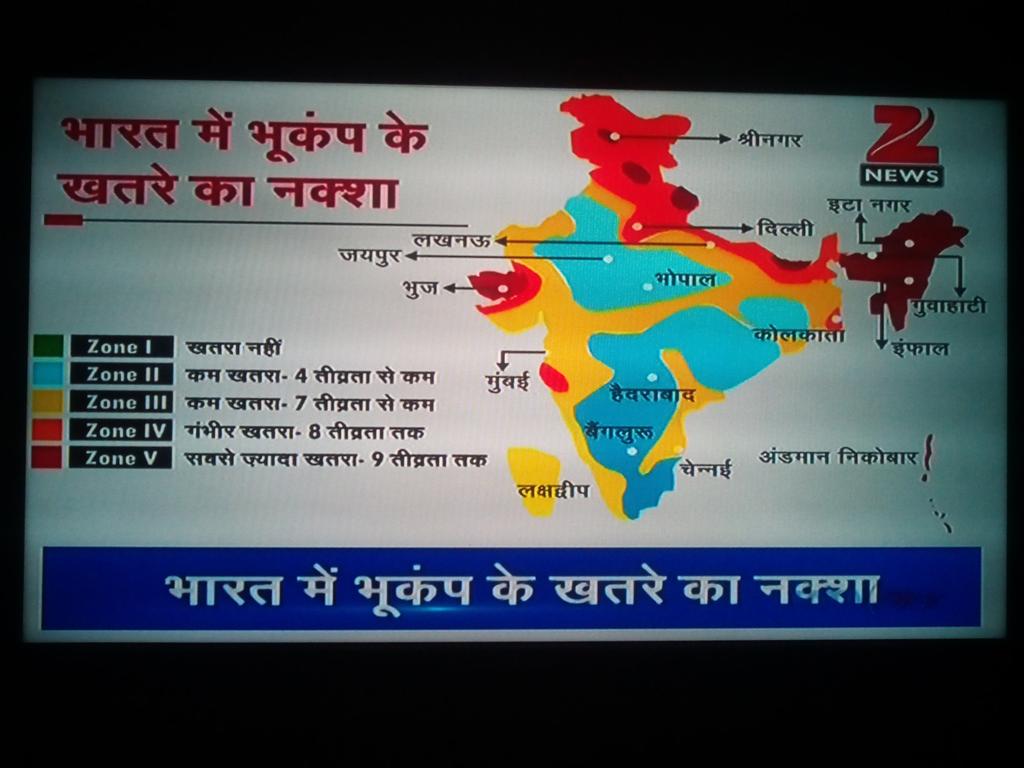 भारत में भूकंप के
खतरे का नक्शा
Z
NEWS
श्रीनगर
इटा नगर
दिल्ली
लखनऊ
जयपुर
भोपाल
भुज
गुवाहाटी
कोलकाता
इंफाल
Zone I खतरा नहीं
Zone II कम खतरा- 4 तीव्रता से कम
Zone III कम खतरा- 7 तीव्रता से कम
Zone IV गंभीर खतरा- 8 तीव्रता तक
Zone V सबसे ज़्यादा खतरा- 9 तीव्रता तक
मुंबई
हैदराबाद
बैंगलुरू
चेन्नई
अंडमान निकोबार
लक्षद्वीप
भारत में भूकंप के खतरे का नक्शा